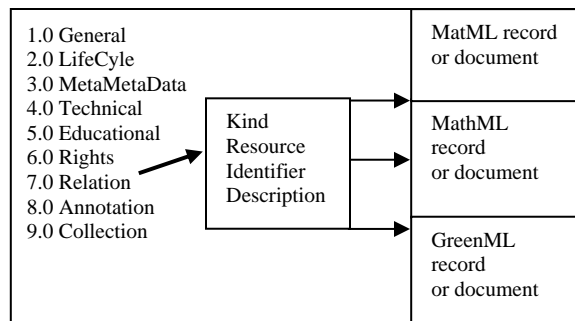 1.0 General
2.0 LifeCyle
3.0 MetaMetaData
4.0 Technical
5.0 Educational
6.0 Rights
7.0 Relation
8.0 Annotation
9.0 Collection
Kind
Resource
Identifier
Description
MatML record
or document
MathML
record
or document
GreenML
record
or document